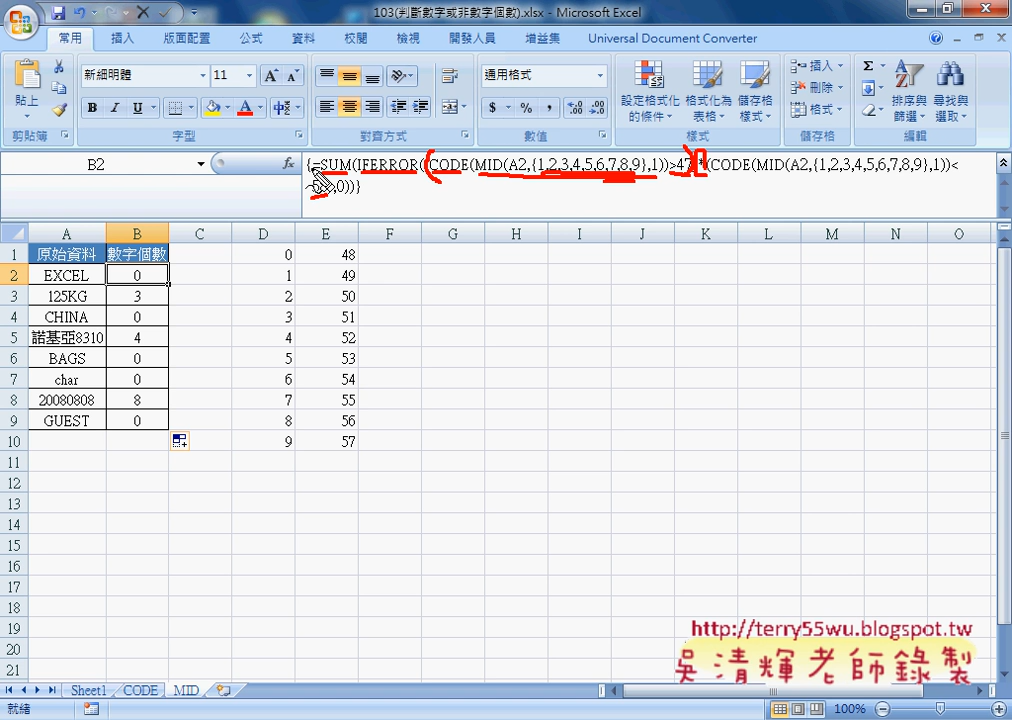 103(判斷數字或非數字個數).xlsx - Microsoft Excel
常用 插入 版面配置 公式 資料 校閱 檢視 開發人員 增益集 Universal Document Converter
貼上 新細明體 11 通用格式 設定格式化的條件 格式化為表格 儲存格樣式 插入 刪除 格式 排序與篩選 尋找與選取
剪貼簿 字型 對齊方式 數值 樣式 儲存格 編輯
B2 fx {=SUM(IFERROR((CODE(MID(A2,{1,2,3,4,5,6,7,8,9},1))>47)*(CODE(MID(A2,{1,2,3,4,5,6,7,8,9},1))<
,0))}
A B C D E F G H I J K L M N O
1 原始資料 數字個數 0 48
2 EXCEL 0 1 49
3 125KG 3 2 50
4 CHINA 0 3 51
5 諾基亞8310 4 4 52
6 BAGS 0 5 53
7 char 0 6 54
8 20080808 8 7 55
9 GUEST 0 8 56
10 9 57
11
12
13
14
15
16
17
18
19
20
21
http://terry55wu.blogspot.tw
吳清輝老師錄製
Sheet1 CODE MID
就緒 100%